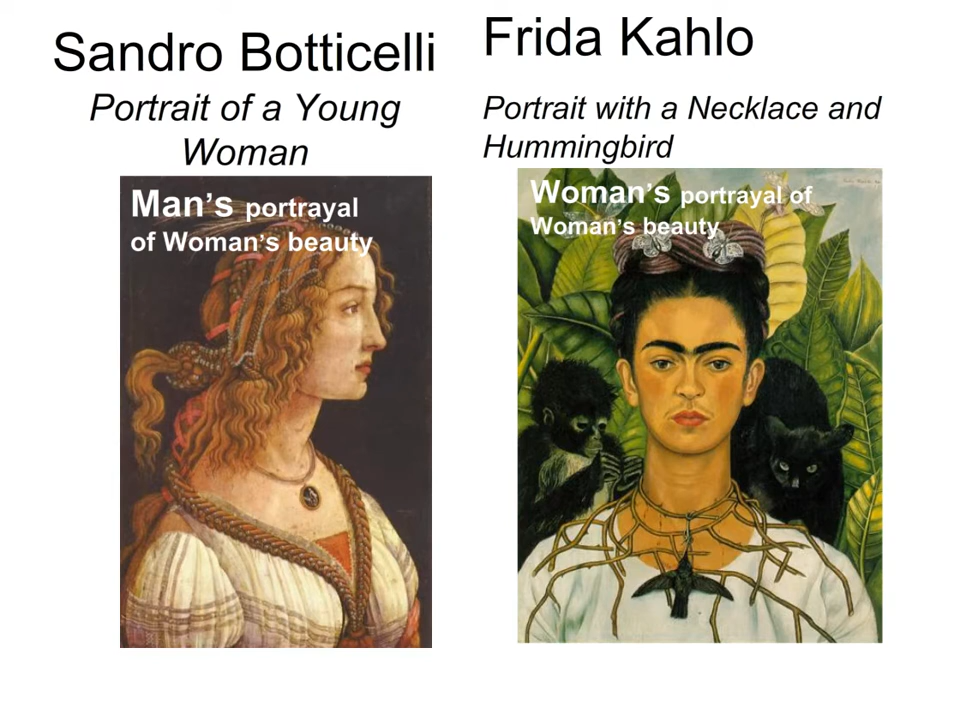 Sandro Botticelli
Portrait of a Young
Woman
Man’s portrayal
of Woman’s beauty
Frida Kahlo
Portrait with a Necklace and
Hummingbird
Woman’s portrayal of
Woman’s beauty